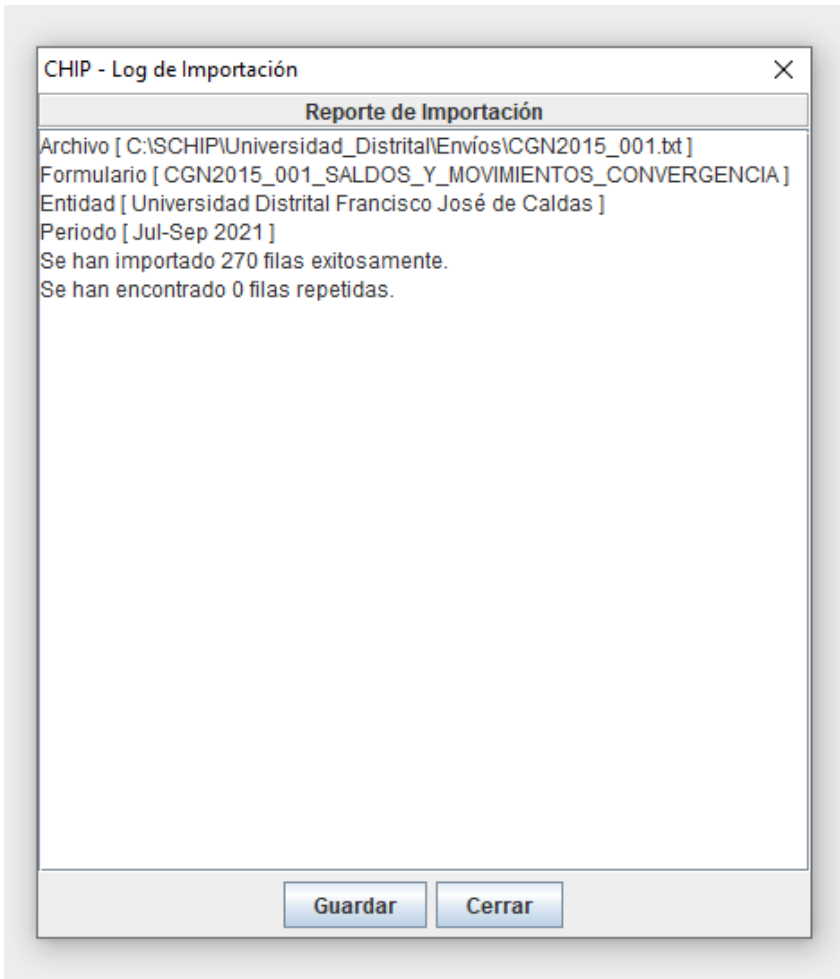 CHIP - Log de Importación
Reporte de Importación
Archivo [ C:\SCHIP\Universidad_Distrital\Envíos\CGN2015_001.txt ]
Formulario [ CGN2015_001_SALDOS_Y_MOVIMIENTOS_CONVERGENCIA ]
Entidad [ Universidad Distrital Francisco José de Caldas ]
Periodo [ Jul-Sep 2021 ]
Se han importado 270 filas exitosamente.
Se han encontrado 0 filas repetidas.
Guardar Cerrar